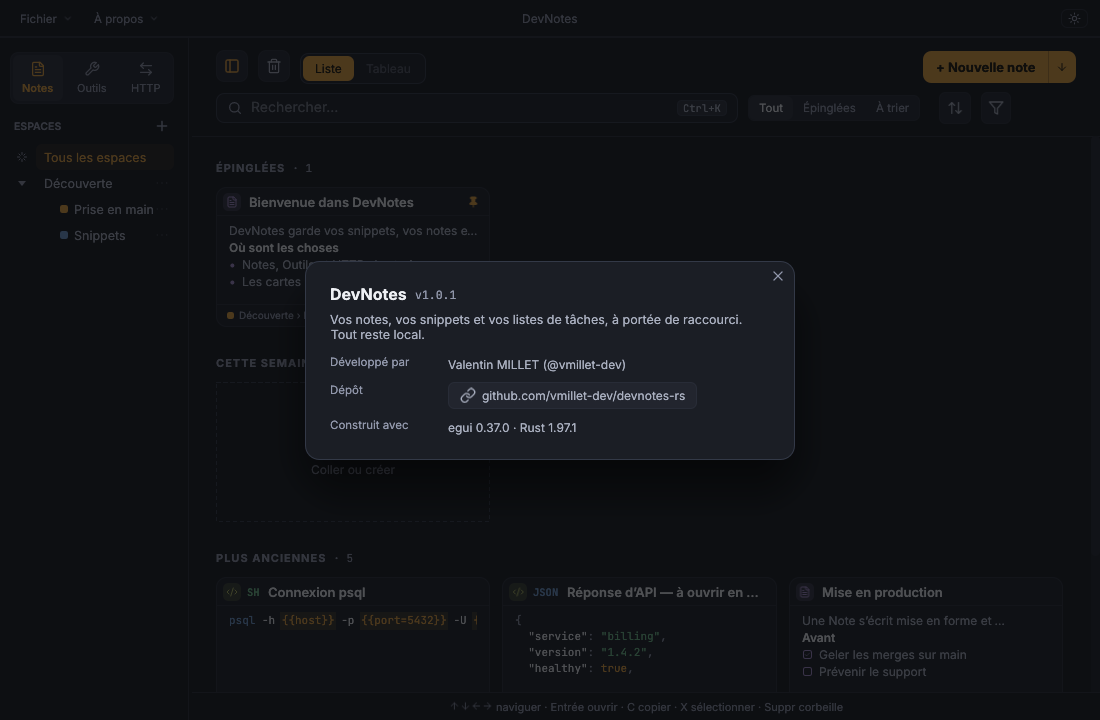 Fichier
À propos
DevNotes
Notes
Outils
HTTP
Liste
Tableau
+ Nouvelle note
Rechercher...
Ctrl+K
Tout
Épinglées
À trier
ESPACES
Tous les espaces
Découverte
Prise en main
Snippets
ÉPINGLÉES · 1
Bienvenue dans DevNotes
DevNotes garde vos snippets, vos notes e...
Où sont les choses
• Notes, Outils
• Les cartes
Découverte ›
DevNotes v1.0.1
Vos notes, vos snippets et vos listes de tâches, à portée de raccourci.
Tout reste local.
Développé par Valentin MILLET (@vmillet-dev)
Dépôt github.com/vmillet-dev/devnotes-rs
Construit avec egui 0.37.0 · Rust 1.97.1
CETTE SEMAIN
Coller ou créer
PLUS ANCIENNES · 5
SH Connexion psql
psql -h {{host}} -p {{port=5432}} -U {
JSON Réponse d’API — à ouvrir en ...
{
"service": "billing",
"version": "1.4.2",
"healthy": true,
Mise en production
Une Note s’écrit mise en forme et ...
Avant
Geler les merges sur main
Prévenir le support
↑ ↓ ← → naviguer · Entrée ouvrir · C copier · X sélectionner · Suppr corbeille